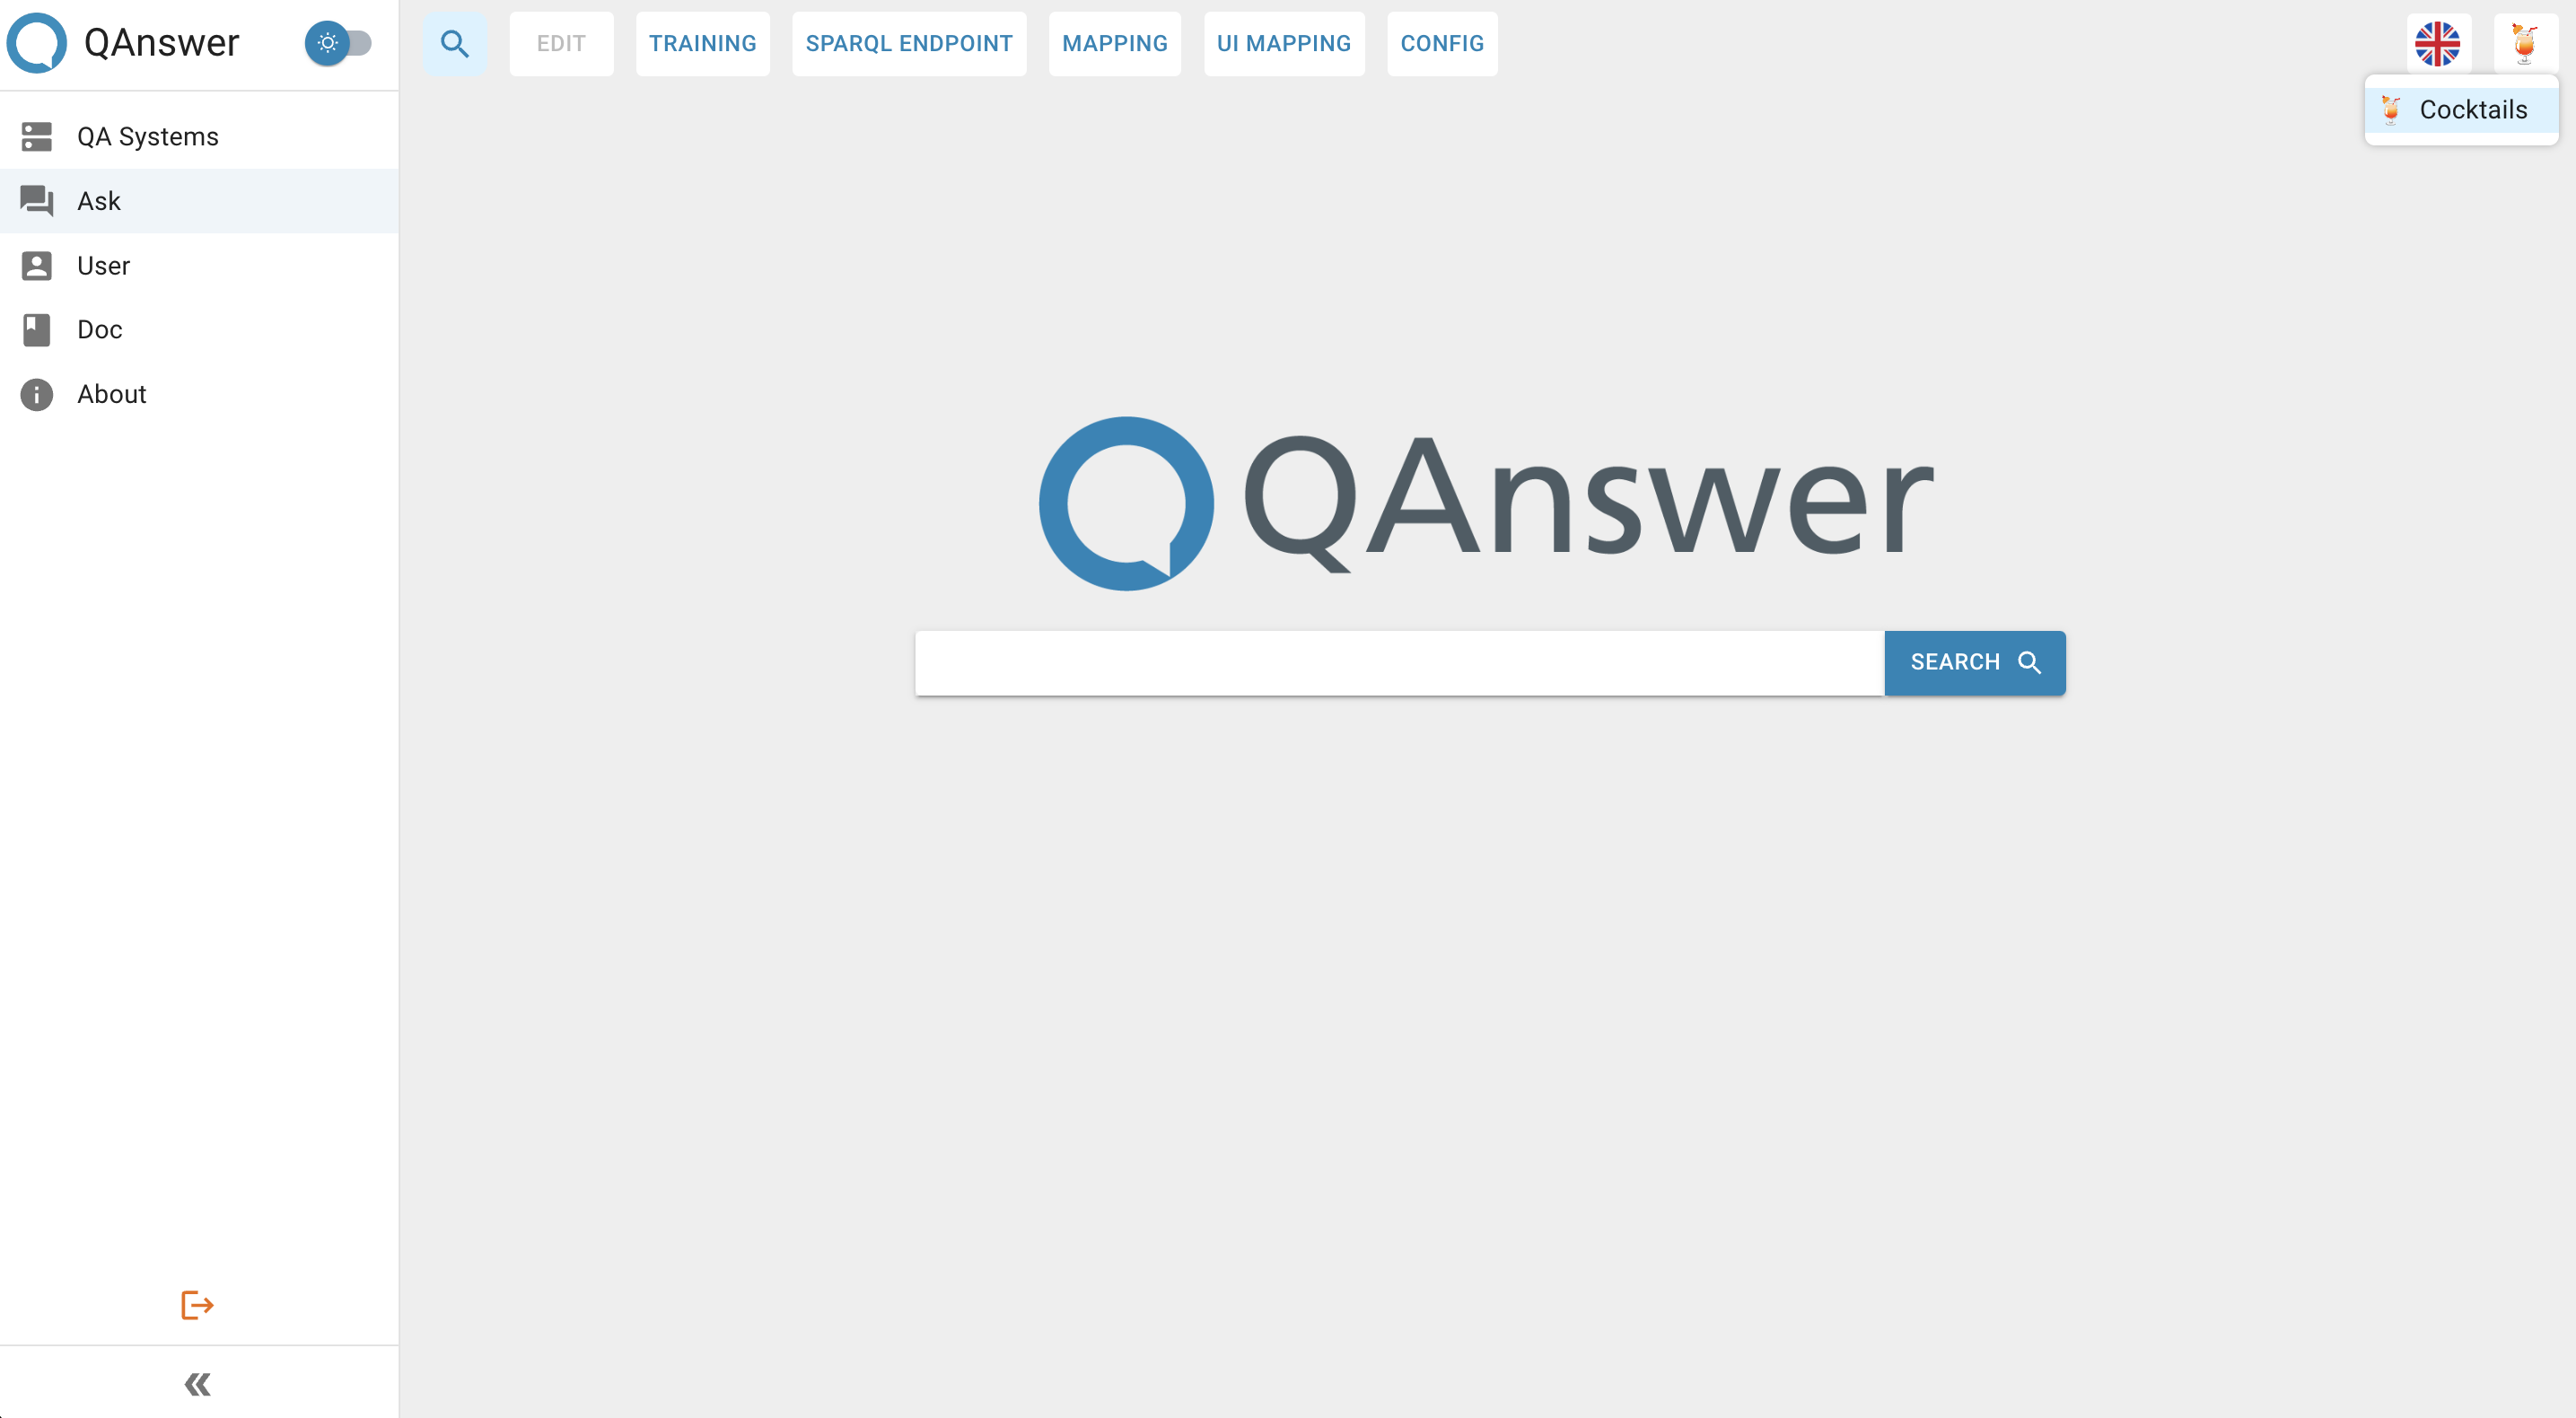 QAnswer
EDIT
TRAINING
SPARQL ENDPOINT
MAPPING
UI MAPPING
CONFIG
Cocktails
QA Systems
Ask
User
Doc
About
QAnswer
SEARCH